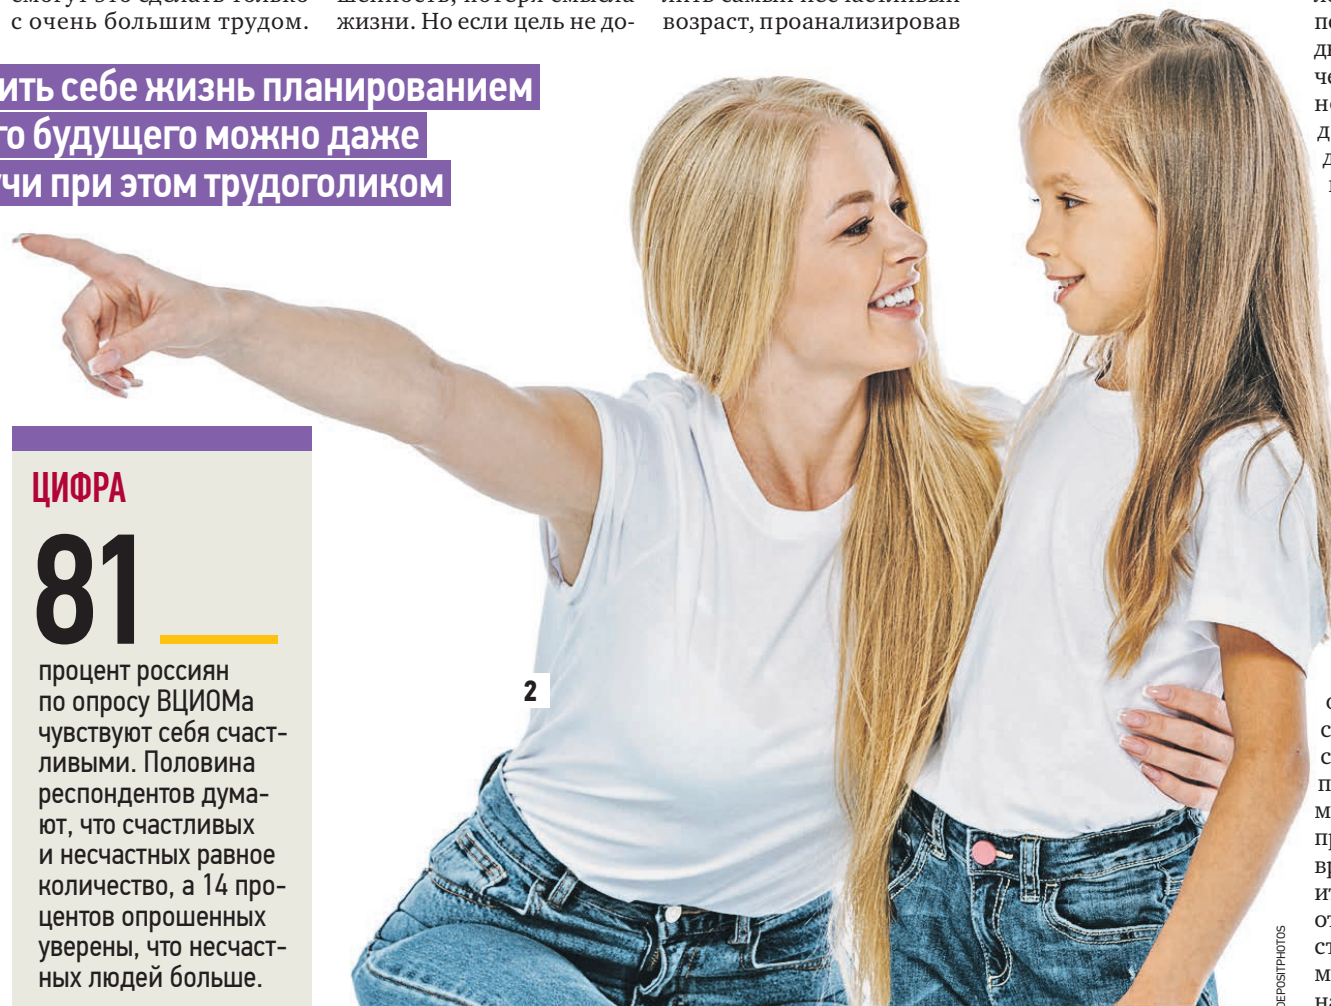 с очень большим трудом.
жизни. Но если цель не до-
возраст, проанализировав
ить себе жизнь планированием
го будущего можно даже
чи при этом трудоголиком
ЦИФРА
81
процент россиян
по опросу ВЦИОМа
чувствуют себя счаст-
ливыми. Половина
респондентов дума-
ют, что счастливых
и несчастных равное
количество, а 14 про-
центов опрошенных
уверены, что несчаст-
ных людей больше.
2
DEPOSITPHOTOS